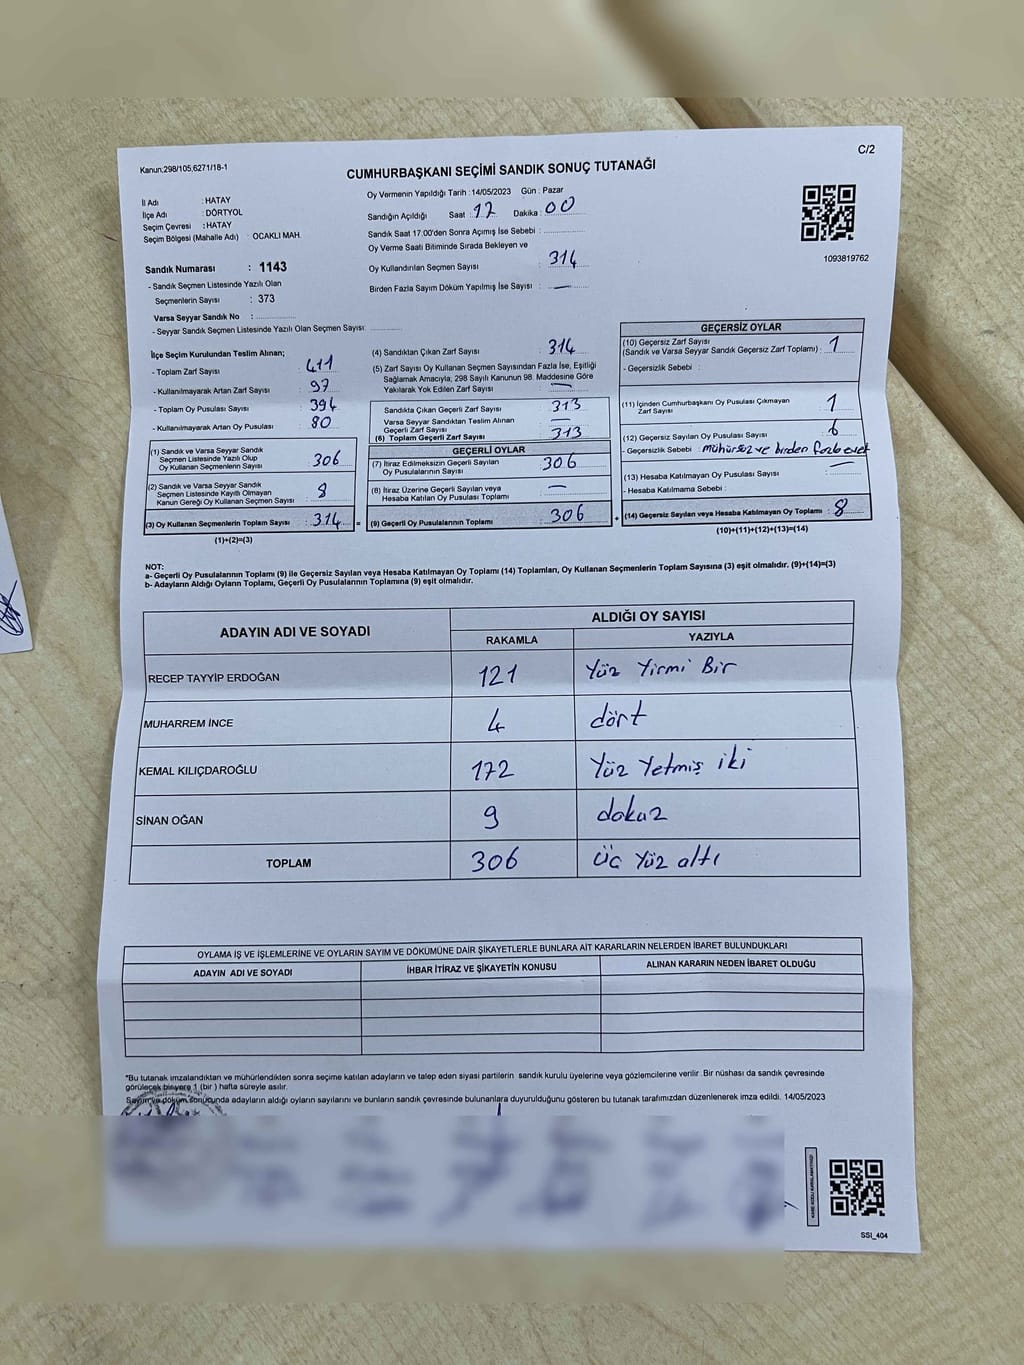 C/2
Kanun.298/105,6271/18-1
CUMHURBAŞKANI SEÇİMİ SANDIK SONUÇ TUTANAĞI
İl Adı : HATAY
İlçe Adı : DÖRTYOL
Seçim Çevresi : HATAY
Seçim Bölgesi (Mahalle Adı) : OCAKLI MAH.
Oy Vermenin Yapıldığı Tarih : 14/05/2023 Gün : Pazar
Sandığın Açıldığı Saat : 17 Dakika : 00
Sandık Saat 17.00'den Sonra Açımış İse Sebebi :
Oy Verme Saati Bitiminde Sırada Bekleyen ve
Oy Kullandırılan Seçmen Sayısı : 314
Birden Fazla Sayım Döküm Yapılmış İse Sayısı : —
1093819762
Sandık Numarası : 1143
- Sandık Seçmen Listesinde Yazılı Olan
Seçmenlerin Sayısı : 373
Varsa Seyyar Sandık No :
- Seyyar Sandık Seçmen Listesinde Yazılı Olan Seçmen Sayısı:
İlçe Seçim Kurulundan Teslim Alınan;
- Toplam Zarf Sayısı : 411
- Kullanılmayarak Artan Zarf Sayısı : 97
- Toplam Oy Pusulası Sayısı : 394
- Kullanılmayarak Artan Oy Pusulası : 80
(1) Sandık ve Varsa Seyyar Sandık
Seçmen Listesinde Yazılı Olup
Oy Kullanan Seçmenlerin Sayısı : 306
(2) Sandık ve Varsa Seyyar Sandık
Seçmen Listesinde Kayıtlı Olmayan
Kanun Gereği Oy Kullanan Seçmen Sayısı : 8
(3) Oy Kullanan Seçmenlerin Toplam Sayısı : 314 =
(1)+(2)=(3)
(4) Sandıktan Çıkan Zarf Sayısı : 314
(5) Zarf Sayısı Oy Kullanan Seçmen Sayısından Fazla İse, Eşitliği
Sağlamak Amacıyla, 298 Sayılı Kanunun 98. Maddesine Göre
Yakılarak Yok Edilen Zarf Sayısı : —
Sandıkta Çıkan Geçerli Zarf Sayısı : 313
Varsa Seyyar Sandıktan Teslim Alınan
Geçerli Zarf Sayısı : —
(6) Toplam Geçerli Zarf Sayısı : 313
GEÇERLİ OYLAR
(7) İtiraz Edilmeksizin Geçerli Sayılan
Oy Pusulalarının Sayısı : 306
(8) İtiraz Üzerine Geçerli Sayılan veya
Hesaba Katılan Oy Pusulası Toplamı : —
(9) Geçerli Oy Pusulalarının Toplamı : 306 +
GEÇERSİZ OYLAR
(10) Geçersiz Zarf Sayısı
(Sandık ve Varsa Seyyar Sandık Geçersiz Zarf Toplamı) : 1
- Geçersizlik Sebebi :
(11) İçinden Cumhurbaşkanı Oy Pusulası Çıkmayan
Zarf Sayısı : 1
(12) Geçersiz Sayılan Oy Pusulası Sayısı : 6
- Geçersizlik Sebebi : mühürsüz ve birden fazla evet
(13) Hesaba Katılmayan Oy Pusulası Sayısı : —
- Hesaba Katılmama Sebebi :
(14) Geçersiz Sayılan veya Hesaba Katılmayan Oy Toplamı : 8
(10)+(11)+(12)+(13)=(14)
NOT:
a- Geçerli Oy Pusulalarının Toplamı (9) ile Geçersiz Sayılan veya Hesaba Katılmayan Oy Toplamı (14) Toplamları, Oy Kullanan Seçmenlerin Toplam Sayısına (3) eşit olmalıdır. (9)+(14)=(3)
b- Adayların Aldığı Oyların Toplamı, Geçerli Oy Pusulalarının Toplamına (9) eşit olmalıdır.
ADAYIN ADI VE SOYADI ALDIĞI OY SAYISI
RAKAMLA YAZIYLA
RECEP TAYYİP ERDOĞAN 121 Yüz Yirmi Bir
MUHARREM İNCE 4 dört
KEMAL KILIÇDAROĞLU 172 Yüz Yetmiş iki
SİNAN OĞAN 9 dokuz
TOPLAM 306 üç Yüz altı
OYLAMA İŞ VE İŞLEMLERİNE VE OYLARIN SAYIM VE DÖKÜMÜNE DAİR ŞİKAYETLERLE BUNLARA AİT KARARLARIN NELERDEN İBARET BULUNDUKLARI
ADAYIN ADI VE SOYADI İHBAR İTİRAZ VE ŞİKAYETİN KONUSU ALINAN KARARIN NEDEN İBARET OLDUĞU
*Bu tutanak imzalandıktan ve mühürlendikten sonra seçime katılan adayların ve talep eden siyasi partilerin sandık kurulu üyelerine veya gözlemcilerine verilir. Bir nüshası da sandık çevresinde
görülecek bir yere 1 (bir ) hafta süreyle asılır.
Sayım ve döküm sonucunda adayların aldığı oyların sayılarını ve bunların sandık çevresinde bulunanlara duyurulduğunu gösteren bu tutanak tarafımızdan düzenlenerek imza edildi. 14/05/2023
SSI_404